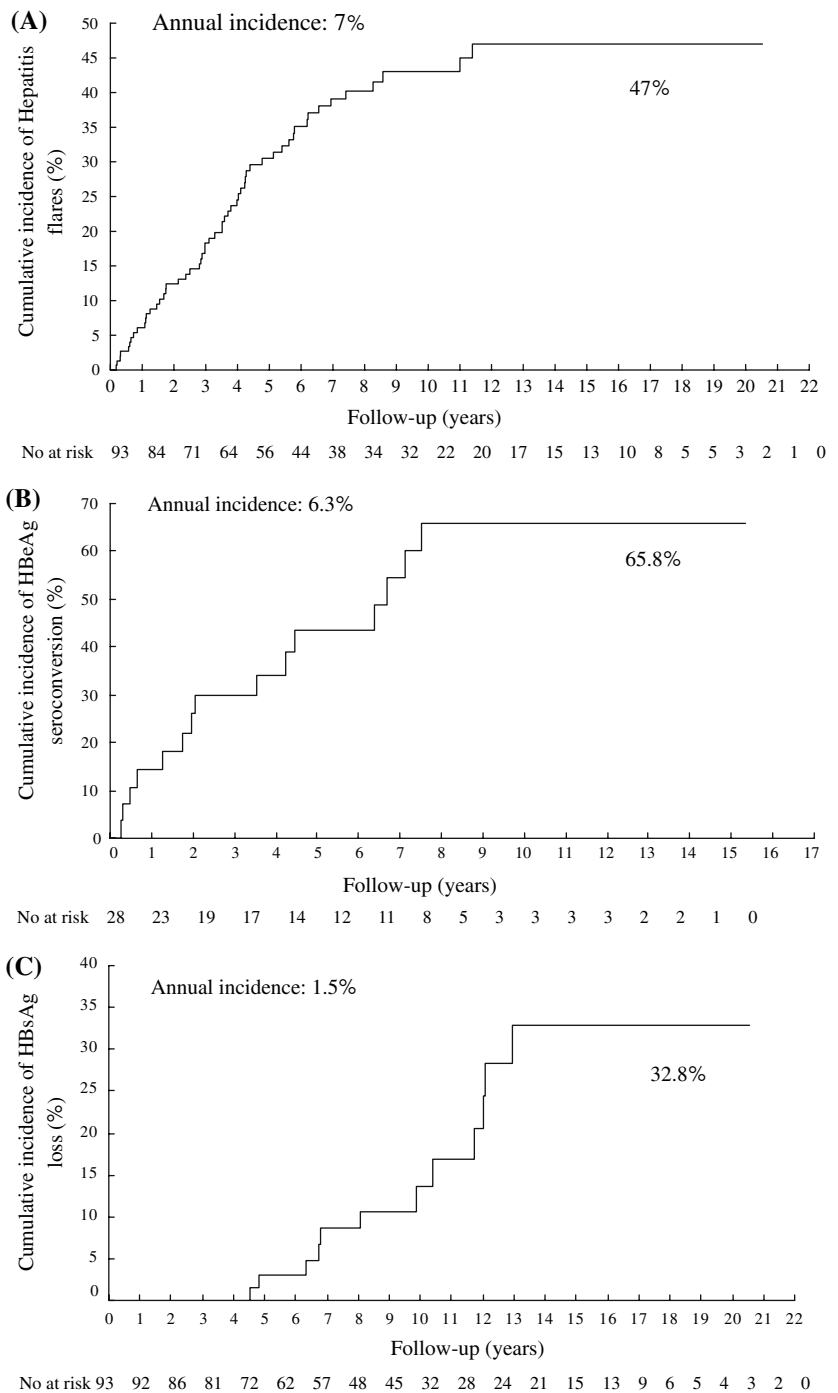 (A)
Annual incidence: 7%
Cumulative incidence of Hepatitis
flares (%)
50
45
40
35
30
25
20
15
10
5
0
47%
0 1 2 3 4 5 6 7 8 9 10 11 12 13 14 15 16 17 18 19 20 21 22
Follow-up (years)
No at risk 93 84 71 64 56 44 38 34 32 22 20 17 15 13 10 8 5 5 3 2 1 0
(B)
Annual incidence: 6.3%
Cumulative incidence of HBeAg
seroconversion (%)
70
60
50
40
30
20
10
0
65.8%
0 1 2 3 4 5 6 7 8 9 10 11 12 13 14 15 16 17
Follow-up (years)
No at risk 28 23 19 17 14 12 11 8 5 3 3 3 3 2 2 1 0
(C)
Annual incidence: 1.5%
Cumulative incidence of HBsAg
loss (%)
40
35
30
25
20
15
10
5
0
32.8%
0 1 2 3 4 5 6 7 8 9 10 11 12 13 14 15 16 17 18 19 20 21 22
Follow-up (years)
No at risk 93 92 86 81 72 62 57 48 45 32 28 24 21 15 13 9 6 5 4 3 2 0